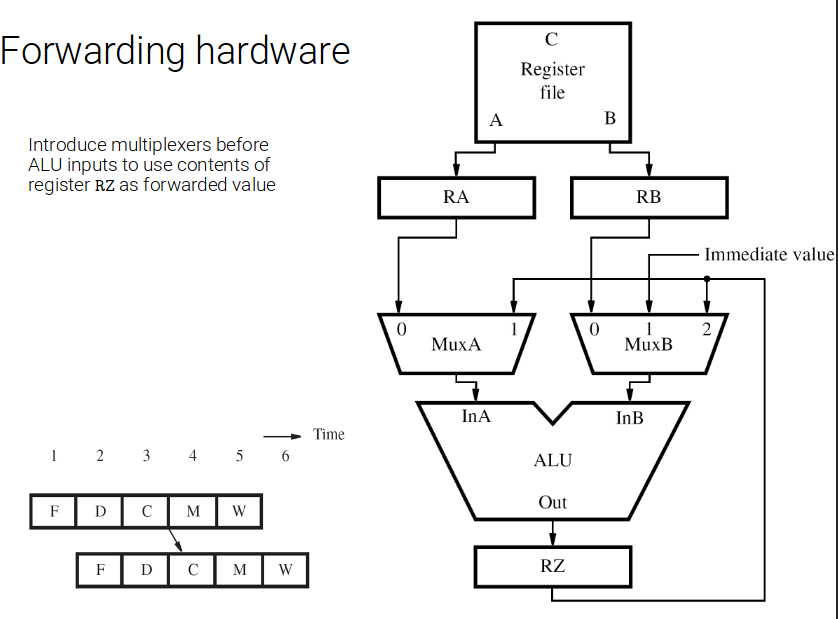 Forwarding hardware
Introduce multiplexers before
ALU inputs to use contents of
register RZ as forwarded value
C
Register
file
A B
RA RB
Immediate value
0 1 0 1 2
MuxA MuxB
InA InB
ALU
Out
RZ
Time
1 2 3 4 5 6
F D C M W
F D C M W